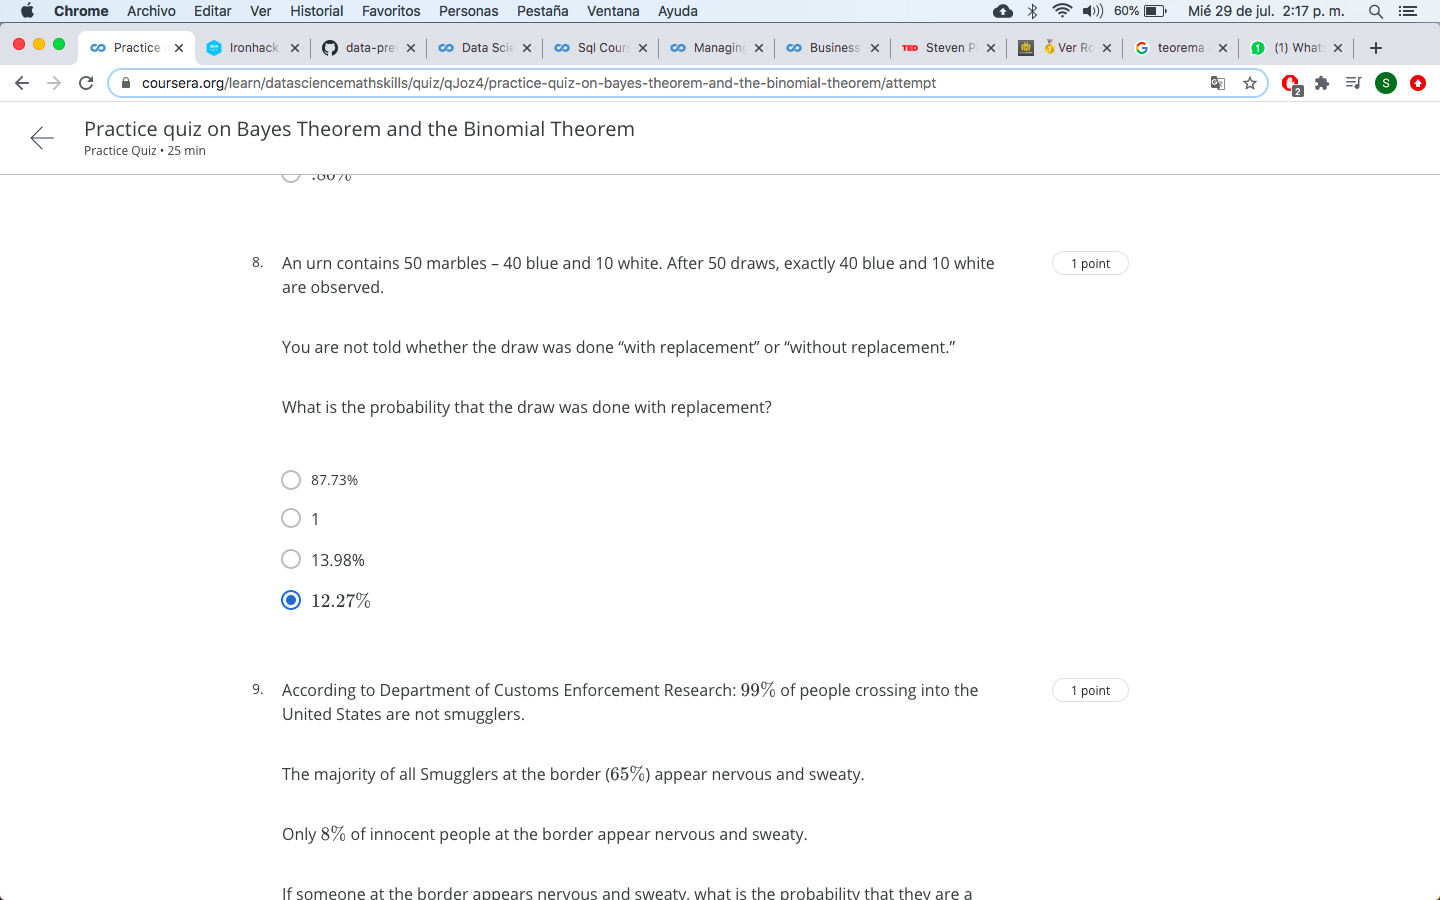 Chrome Archivo Editar Ver Historial Favoritos Personas Pestaña Ventana Ayuda 60% Mié 29 de jul. 2:17 p. m.
Practice Ironhack data-pre Data Scie Sql Cours Managing Business TED Steven P Ver Ro G teorema 1 (1) Whats
coursera.org/learn/datasciencemathskills/quiz/qJoz4/practice-quiz-on-bayes-theorem-and-the-binomial-theorem/attempt 2 S
Practice quiz on Bayes Theorem and the Binomial Theorem
Practice Quiz • 25 min
.80%
8. An urn contains 50 marbles – 40 blue and 10 white. After 50 draws, exactly 40 blue and 10 white 1 point
are observed.
You are not told whether the draw was done “with replacement” or “without replacement.”
What is the probability that the draw was done with replacement?
87.73%
1
13.98%
12.27%
9. According to Department of Customs Enforcement Research: 99% of people crossing into the 1 point
United States are not smugglers.
The majority of all Smugglers at the border (65%) appear nervous and sweaty.
Only 8% of innocent people at the border appear nervous and sweaty.
If someone at the border appears nervous and sweaty, what is the probability that they are a